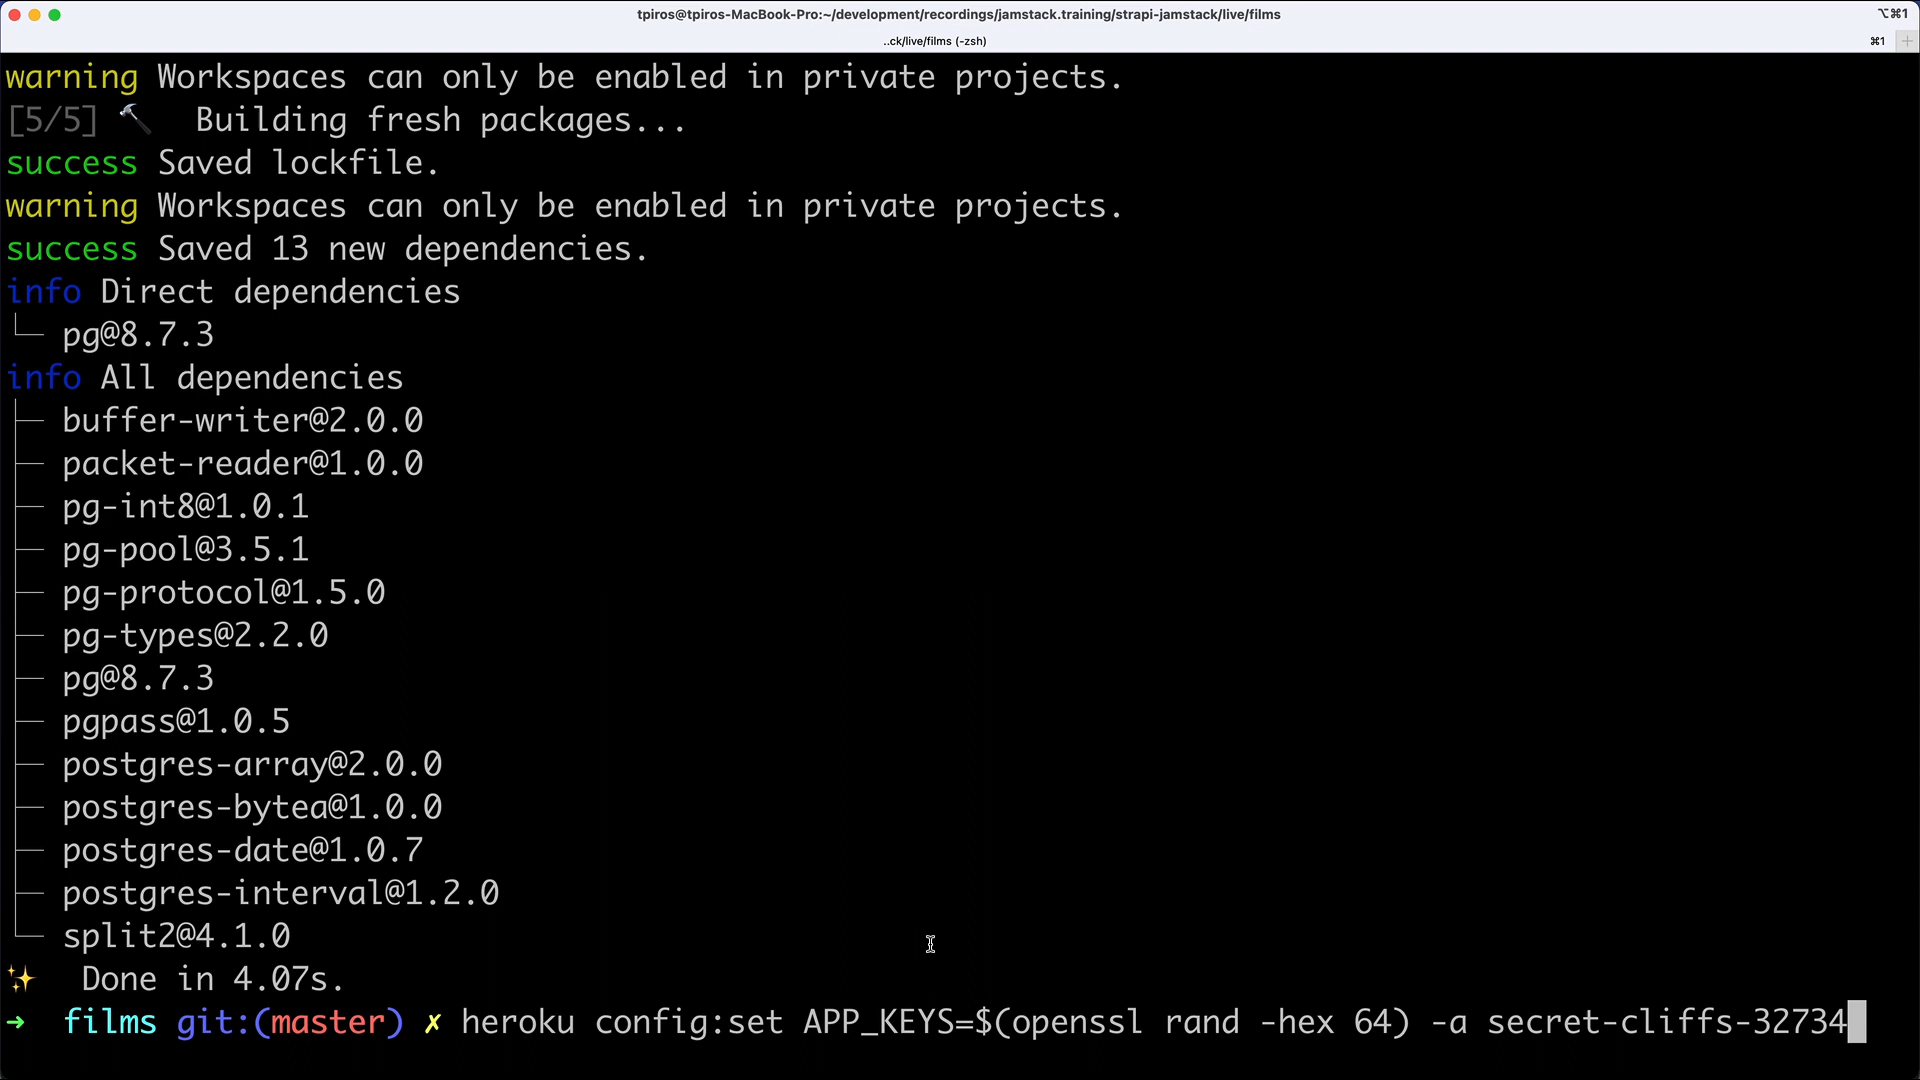 tpiros@tpiros-MacBook-Pro:~/development/recordings/jamstack.training/strapi-jamstack/live/films
⌥⌘1
..ck/live/films (-zsh)
⌘1
+
warning Workspaces can only be enabled in private projects.
[5/5] 🔨 Building fresh packages...
success Saved lockfile.
warning Workspaces can only be enabled in private projects.
success Saved 13 new dependencies.
info Direct dependencies
└─ pg@8.7.3
info All dependencies
├─ buffer-writer@2.0.0
├─ packet-reader@1.0.0
├─ pg-int8@1.0.1
├─ pg-pool@3.5.1
├─ pg-protocol@1.5.0
├─ pg-types@2.2.0
├─ pg@8.7.3
├─ pgpass@1.0.5
├─ postgres-array@2.0.0
├─ postgres-bytea@1.0.0
├─ postgres-date@1.0.7
├─ postgres-interval@1.2.0
└─ split2@4.1.0
✨ Done in 4.07s.
➜ films git:(master) ✗ heroku config:set APP_KEYS=$(openssl rand -hex 64) -a secret-cliffs-32734